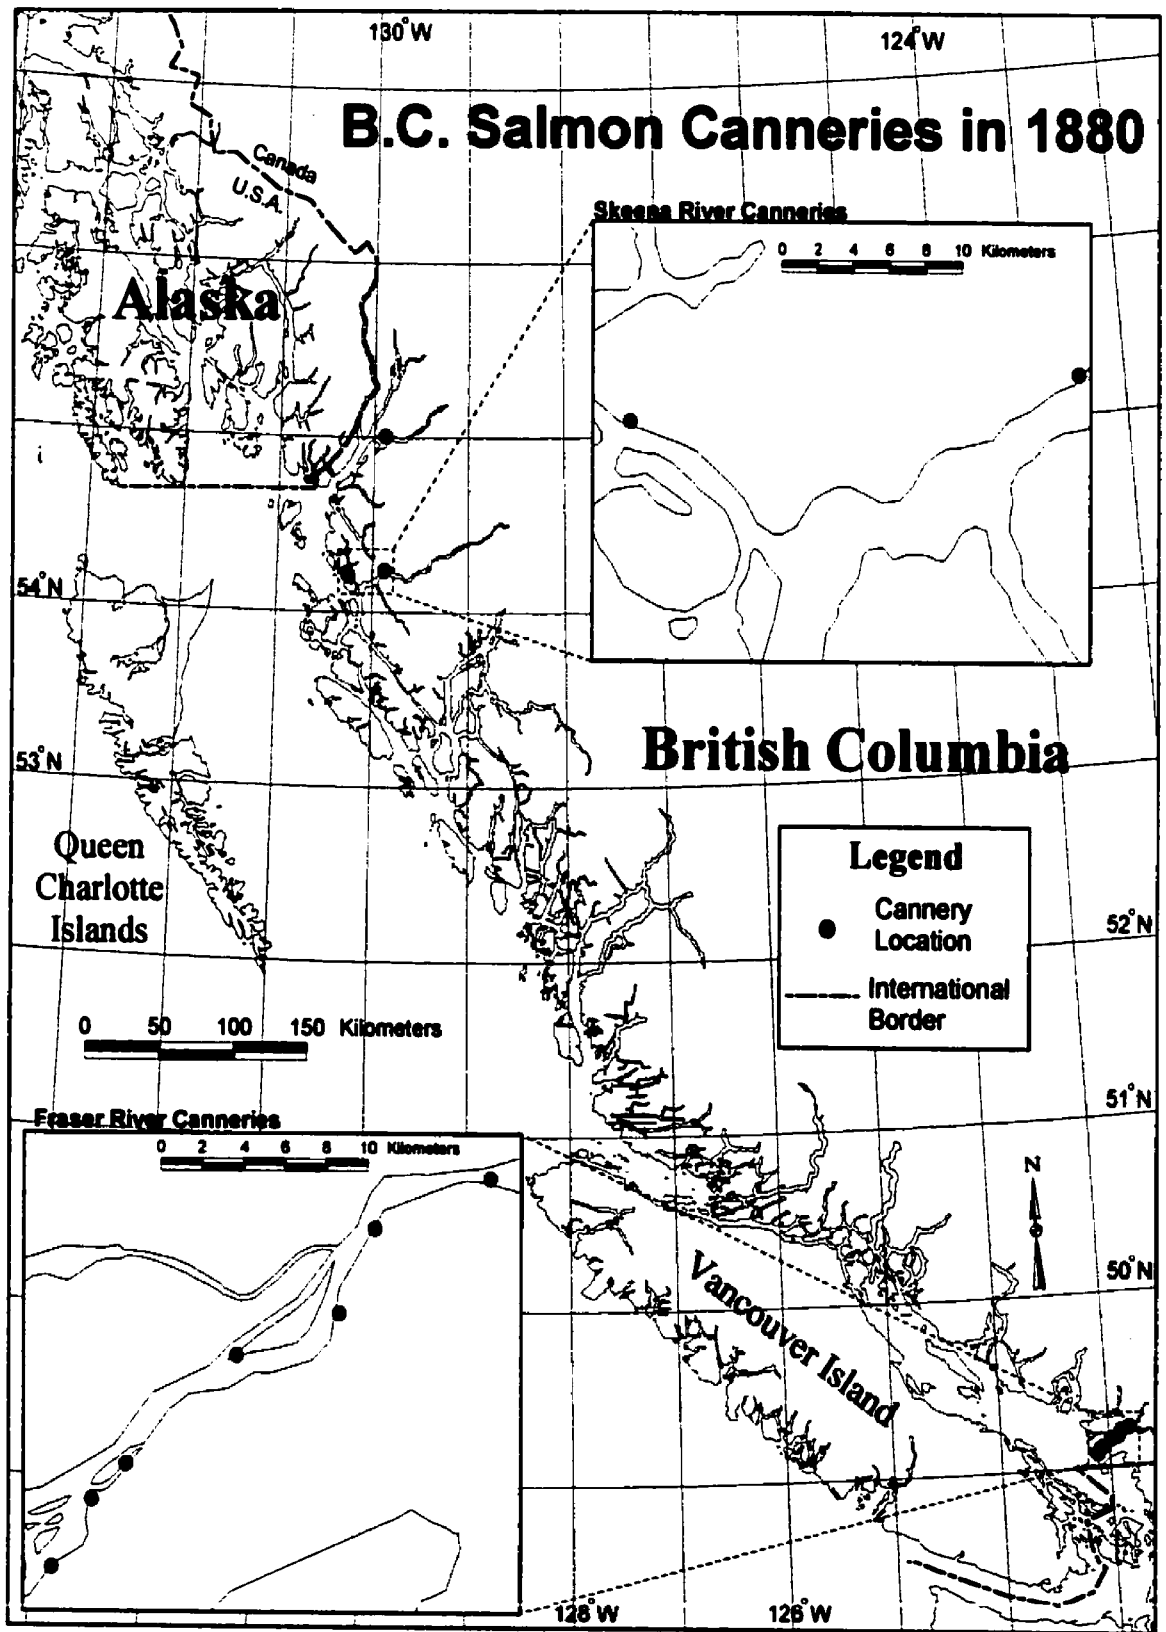 130°W
124°W
B.C. Salmon Canneries in 1880
Canada
U.S.A.
Skeena River Canneries
0 2 4 6 8 10 Kilometers
Alaska
54°N
53°N
British Columbia
Queen
Charlotte
Islands
Legend
Cannery
Location
International
Border
52°N
0 50 100 150 Kilometers
51°N
Fraser River Canneries
0 2 4 6 8 10 Kilometers
N
50°N
Vancouver Island
128°W
126°W